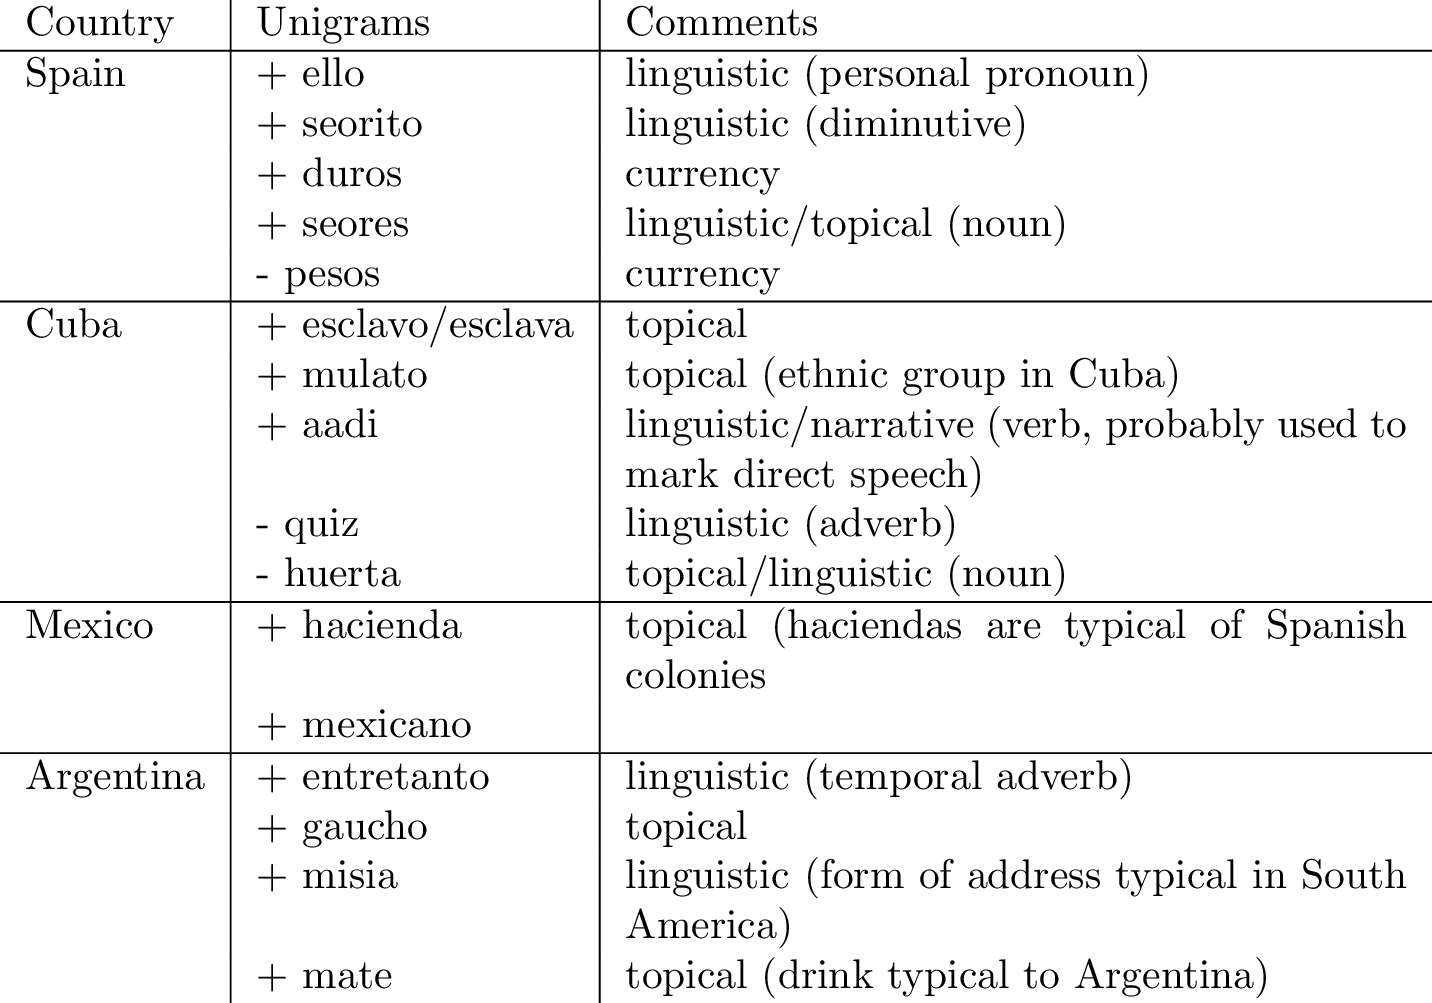 Country Unigrams Comments
Spain + ello linguistic (personal pronoun)
+ seorito linguistic (diminutive)
+ duros currency
+ seores linguistic/topical (noun)
- pesos currency
Cuba + esclavo/esclava topical
+ mulato topical (ethnic group in Cuba)
+ aadi linguistic/narrative (verb, probably used to
mark direct speech)
- quiz linguistic (adverb)
- huerta topical/linguistic (noun)
Mexico + hacienda topical (haciendas are typical of Spanish
colonies
+ mexicano
Argentina + entretanto linguistic (temporal adverb)
+ gaucho topical
+ misia linguistic (form of address typical in South
America)
+ mate topical (drink typical to Argentina)